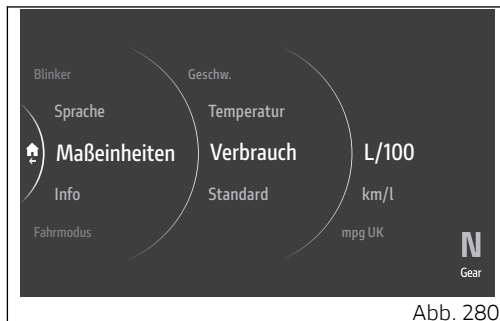 Blinker
Geschw.
Sprache
Temperatur
Maßeinheiten
Verbrauch
L/100
Info
Standard
km/l
Fahrmodus
mpg UK
N
Gear
Abb. 280